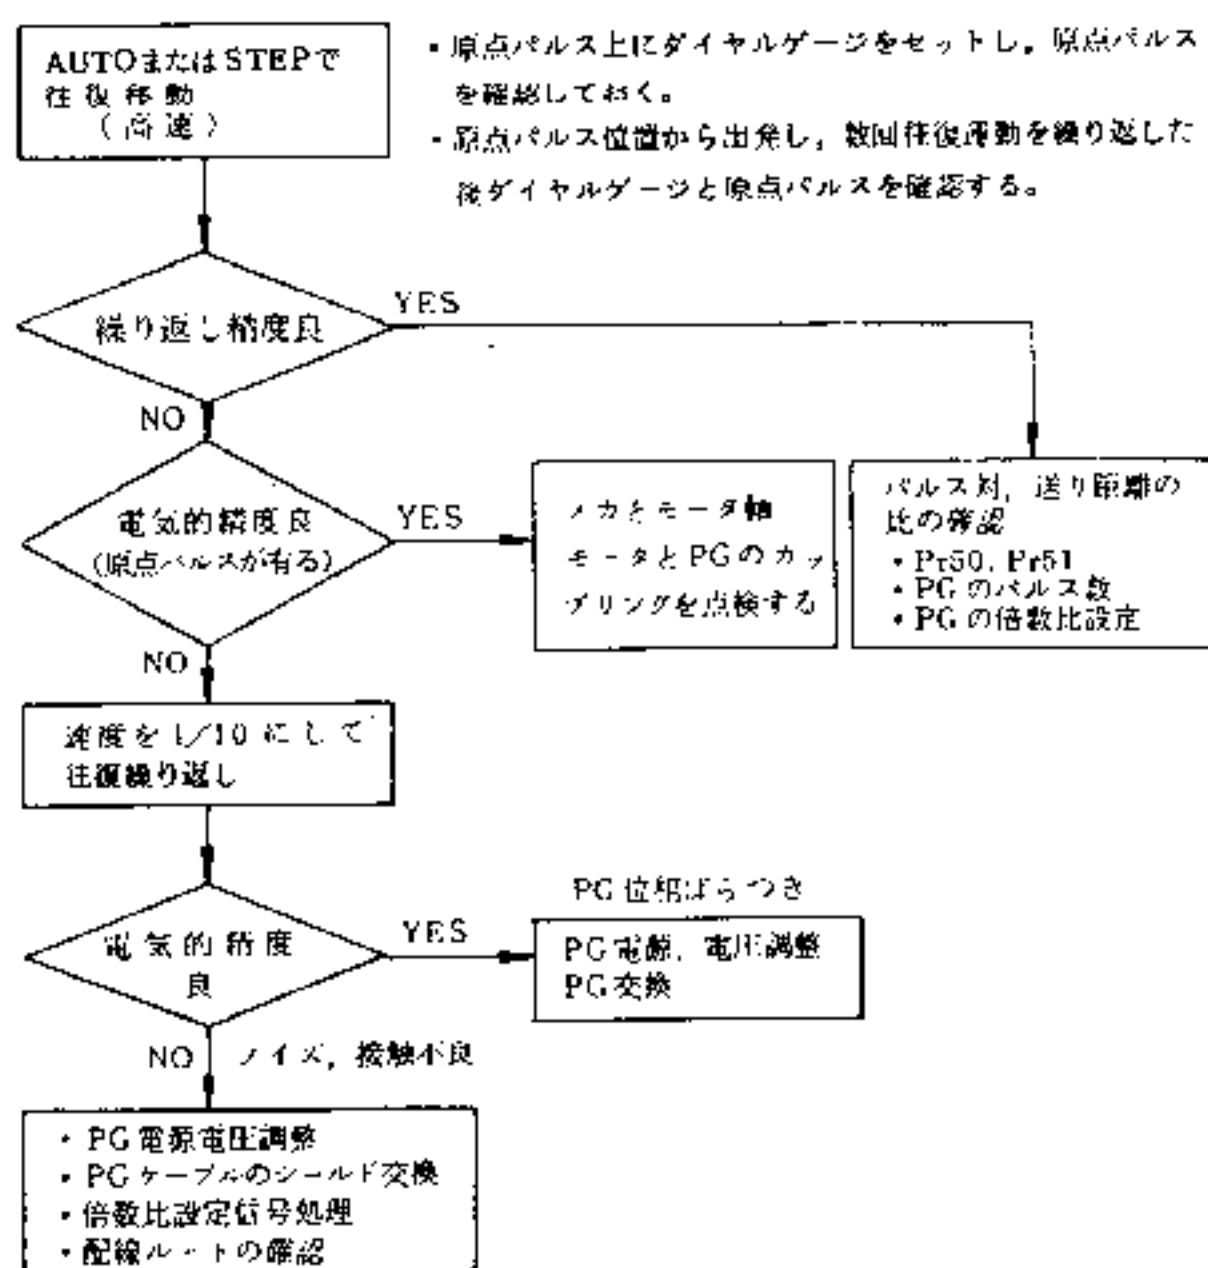 AUTOまたはSTEPで
往復移動
(高速)
・原点パルス上にダイヤルゲージをセットし,原点パルス
を確認しておく。
・原点パルス位置から出発し,数回往復運動を繰り返した
後ダイヤルゲージと原点パルスを確認する。
繰り返し精度良
YES
NO
電気的精度良
(原点パルスが有る)
YES
メカとモータ軸
モータとPGのカッ
プリングを点検する
パルス対,送り距離の
比の確認
・Pr50,Pr51
・PGのパルス数
・PGの倍数比設定
NO
速度を1/10にして
往復繰り返し
電気的精度
良
YES
PG位相ばらつき
PG電源,電圧調整
PG交換
NO
ノイズ,接触不良
・PG電源電圧調整
・PGケーブルのシールド交換
・倍数比設定信号処理
・配線ルートの確認